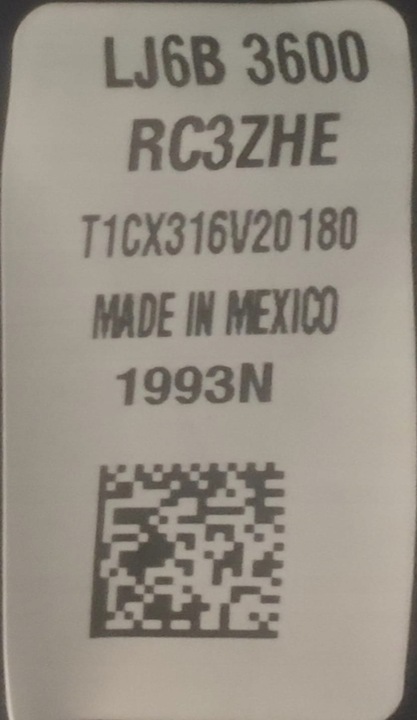 LJ6B 3600
RC3ZHE
T1CX316V20180
MADE IN MEXICO
1993N